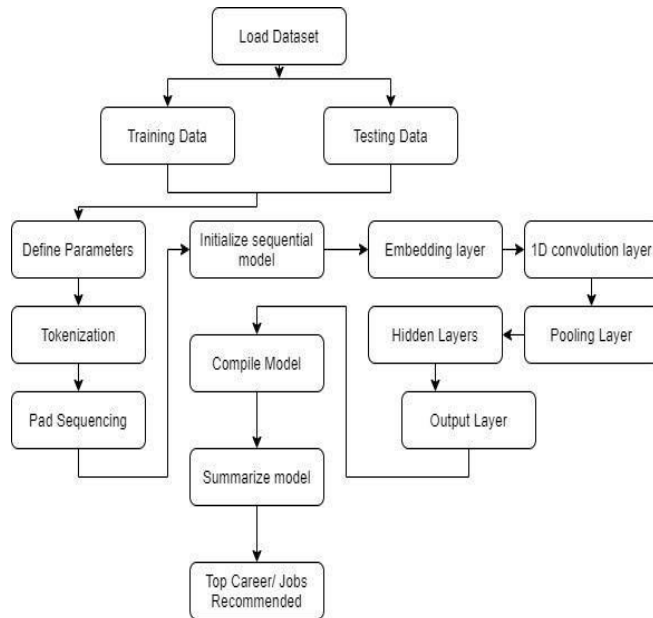 Load Dataset
Training Data
Testing Data
Define Parameters
Initialize sequential
model
Embedding layer
1D convolution layer
Tokenization
Compile Model
Hidden Layers
Pooling Layer
Pad Sequencing
Output Layer
Summarize model
Top Career/ Jobs
Recommended